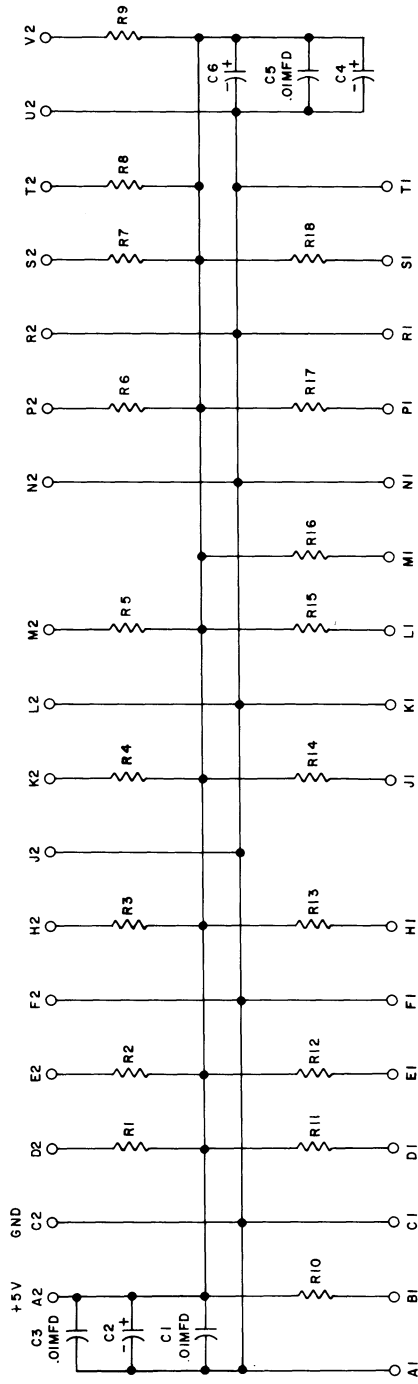 +5V GND
A2 C2 D2 E2 F2 H2 J2 K2 L2 M2 N2 P2 R2 S2 T2 U2 V2
C3
.01MFD
C2
- +
C1
.01MFD
R1 R2 R3 R4 R5 R6 R7 R8 R9
C6
- +
C5
.01MFD
C4
- +
R10 R11 R12 R13 R14 R15 R16 R17 R18
A1 B1 C1 D1 E1 F1 H1 J1 K1 L1 M1 N1 P1 R1 S1 T1